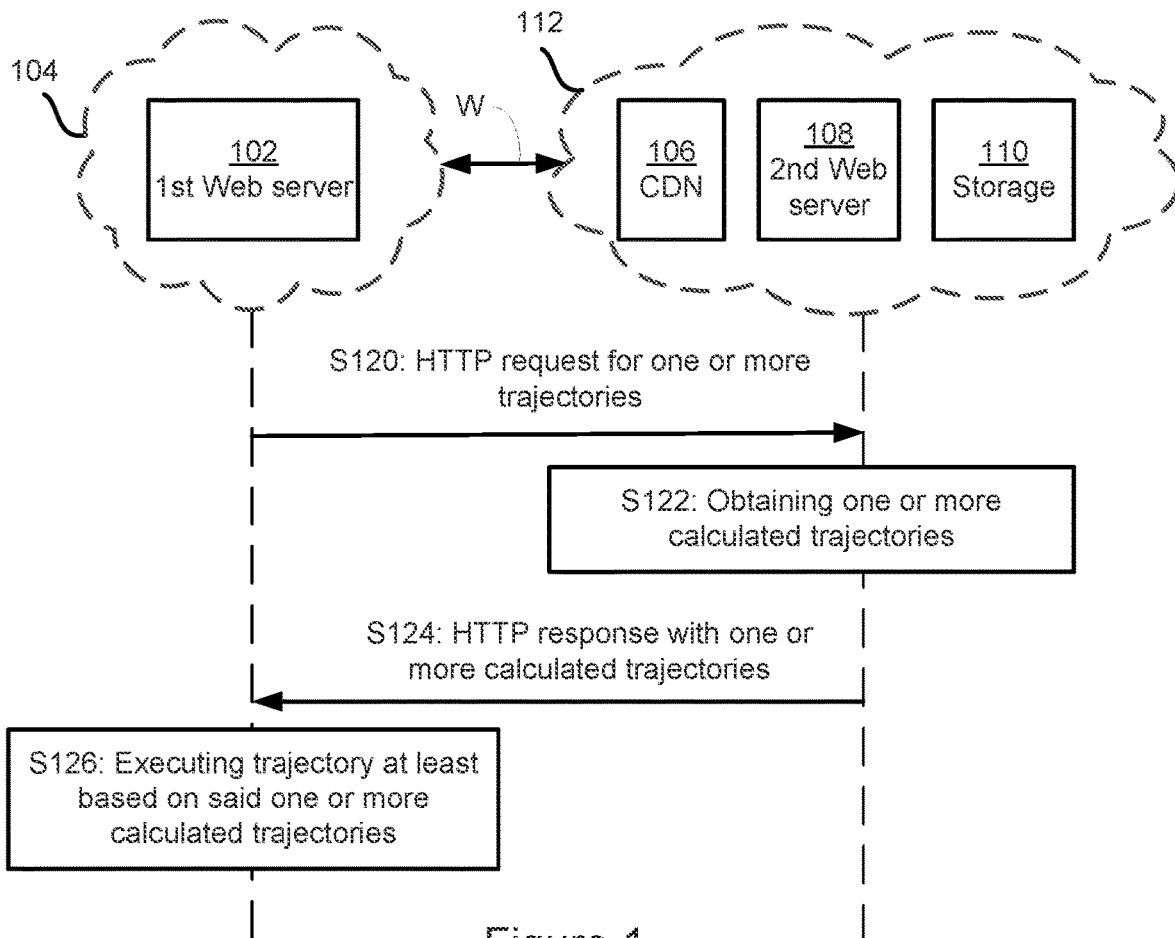 104
112
W
102
1st Web server
106
CDN
108
2nd Web
server
110
Storage
S120: HTTP request for one or more
trajectories
S122: Obtaining one or more
calculated trajectories
S124: HTTP response with one or
more calculated trajectories
S126: Executing trajectory at least
based on said one or more
calculated trajectories
Figure 1